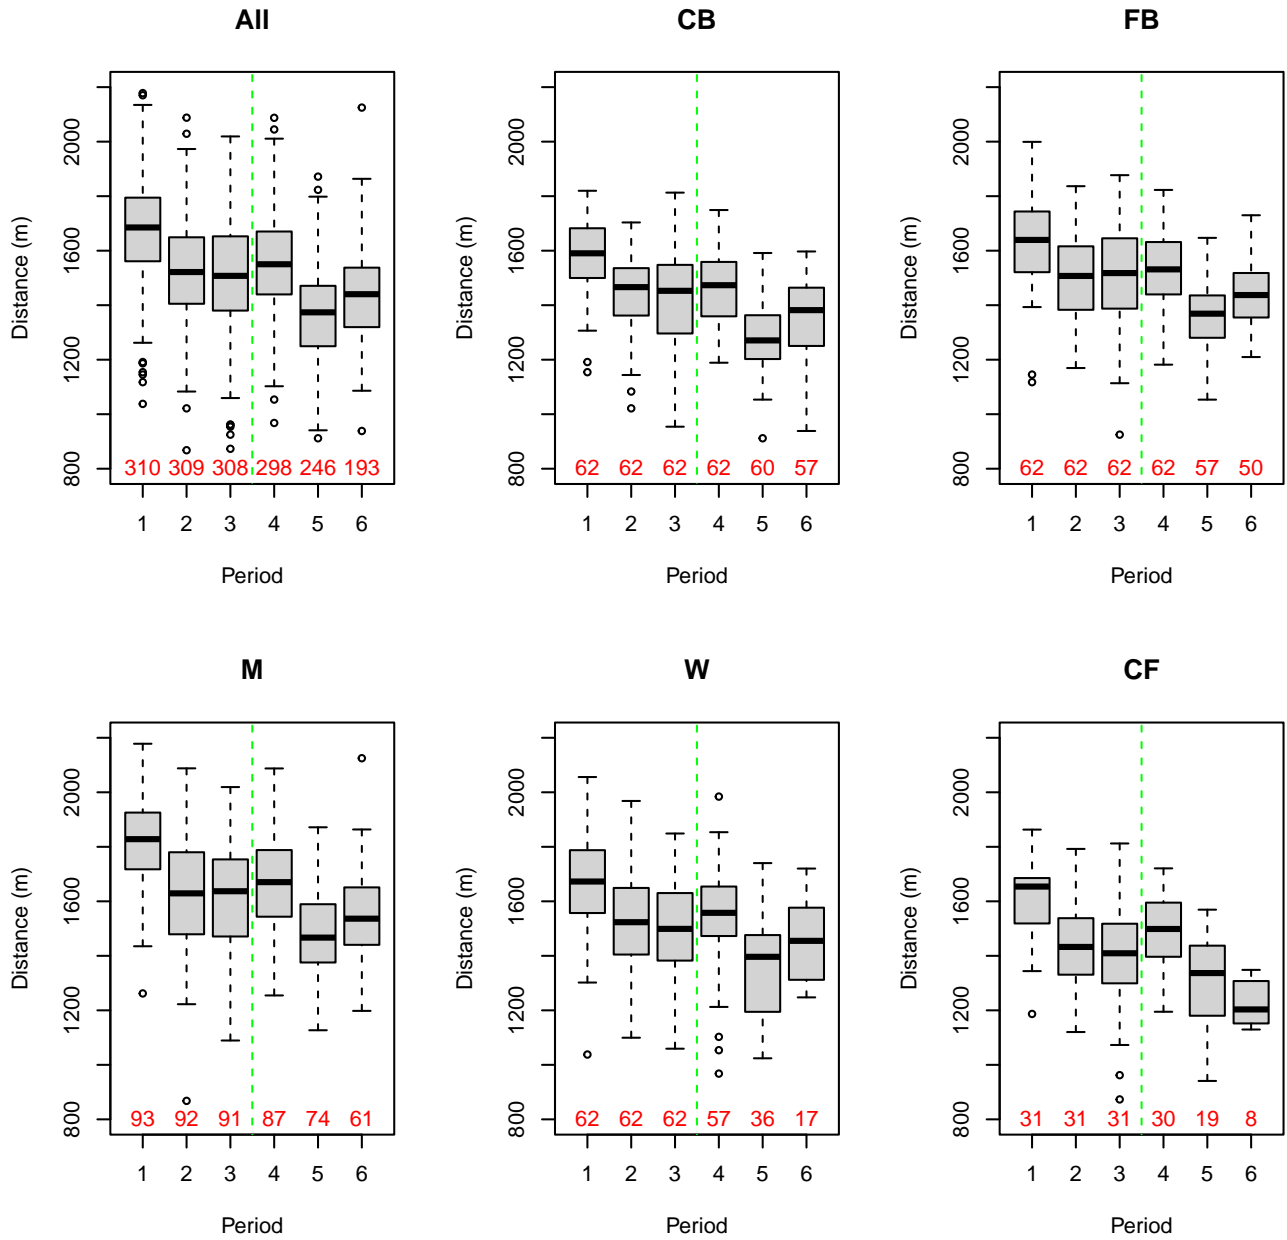 All
Distance (m)
800 1200 1600 2000
310 309 308 298 246 193
1 2 3 4 5 6
Period
CB
Distance (m)
800 1200 1600 2000
62 62 62 62 60 57
1 2 3 4 5 6
Period
FB
Distance (m)
800 1200 1600 2000
62 62 62 62 57 50
1 2 3 4 5 6
Period
M
Distance (m)
800 1200 1600 2000
93 92 91 87 74 61
1 2 3 4 5 6
Period
W
Distance (m)
800 1200 1600 2000
62 62 62 57 36 17
1 2 3 4 5 6
Period
CF
Distance (m)
800 1200 1600 2000
31 31 31 30 19 8
1 2 3 4 5 6
Period